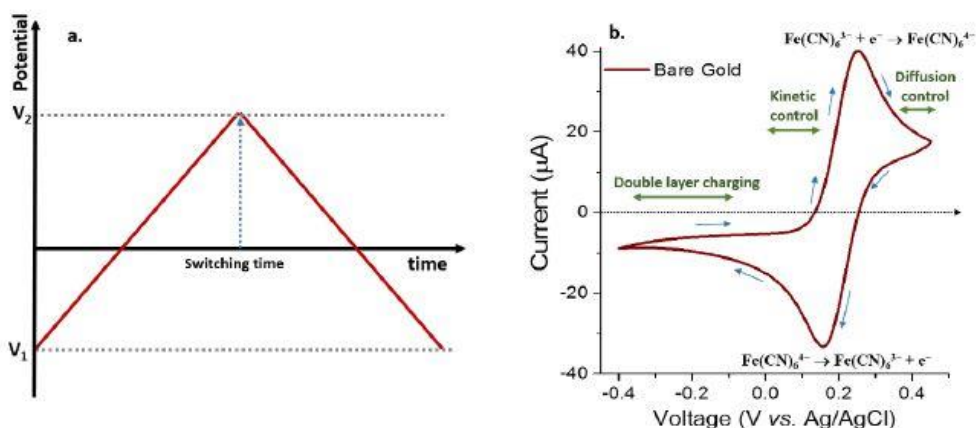 a.
Potential
V2
V1
Switching time
time
b.
Fe(CN)₆³⁻ + e⁻ → Fe(CN)₆⁴⁻
Bare Gold
Kinetic
control
Diffusion
control
Double layer charging
Fe(CN)₆⁴⁻ → Fe(CN)₆³⁻ + e⁻
Current (µA)
40
20
0
-20
-40
-0.4 -0.2 0.0 0.2 0.4
Voltage (V vs. Ag/AgCl)